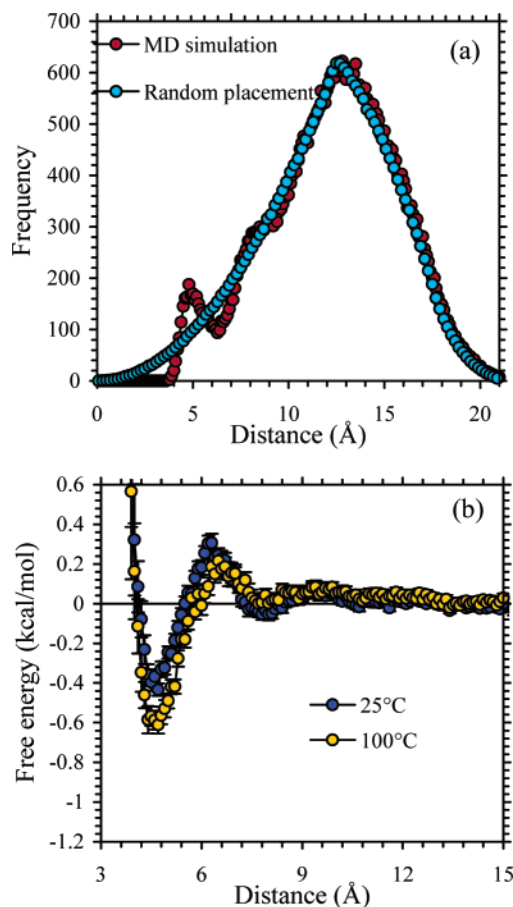 700
600
500
400
300
200
100
0
Frequency
MD simulation
Random placement
(a)
0 5 10 15 20
Distance (Å)
0.6
0.4
0.2
0
-0.2
-0.4
-0.6
-0.8
-1
-1.2
Free energy (kcal/mol)
(b)
25°C
100°C
3 6 9 12 15
Distance (Å)